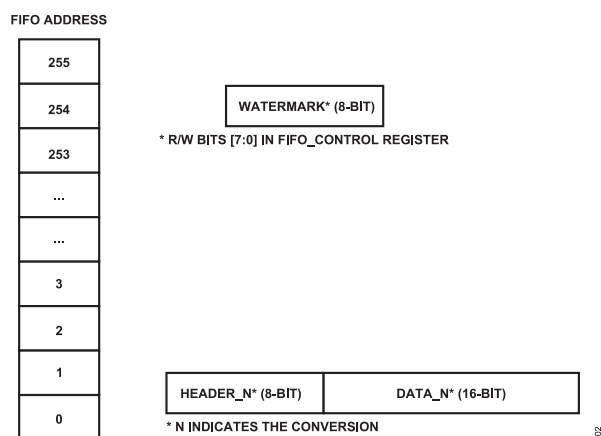 FIFO ADDRESS
255
254
253
...
...
3
2
1
0
WATERMARK* (8-BIT)
* R/W BITS [7:0] IN FIFO_CONTROL REGISTER
HEADER_N* (8-BIT) DATA_N* (16-BIT)
* N INDICATES THE CONVERSION
02